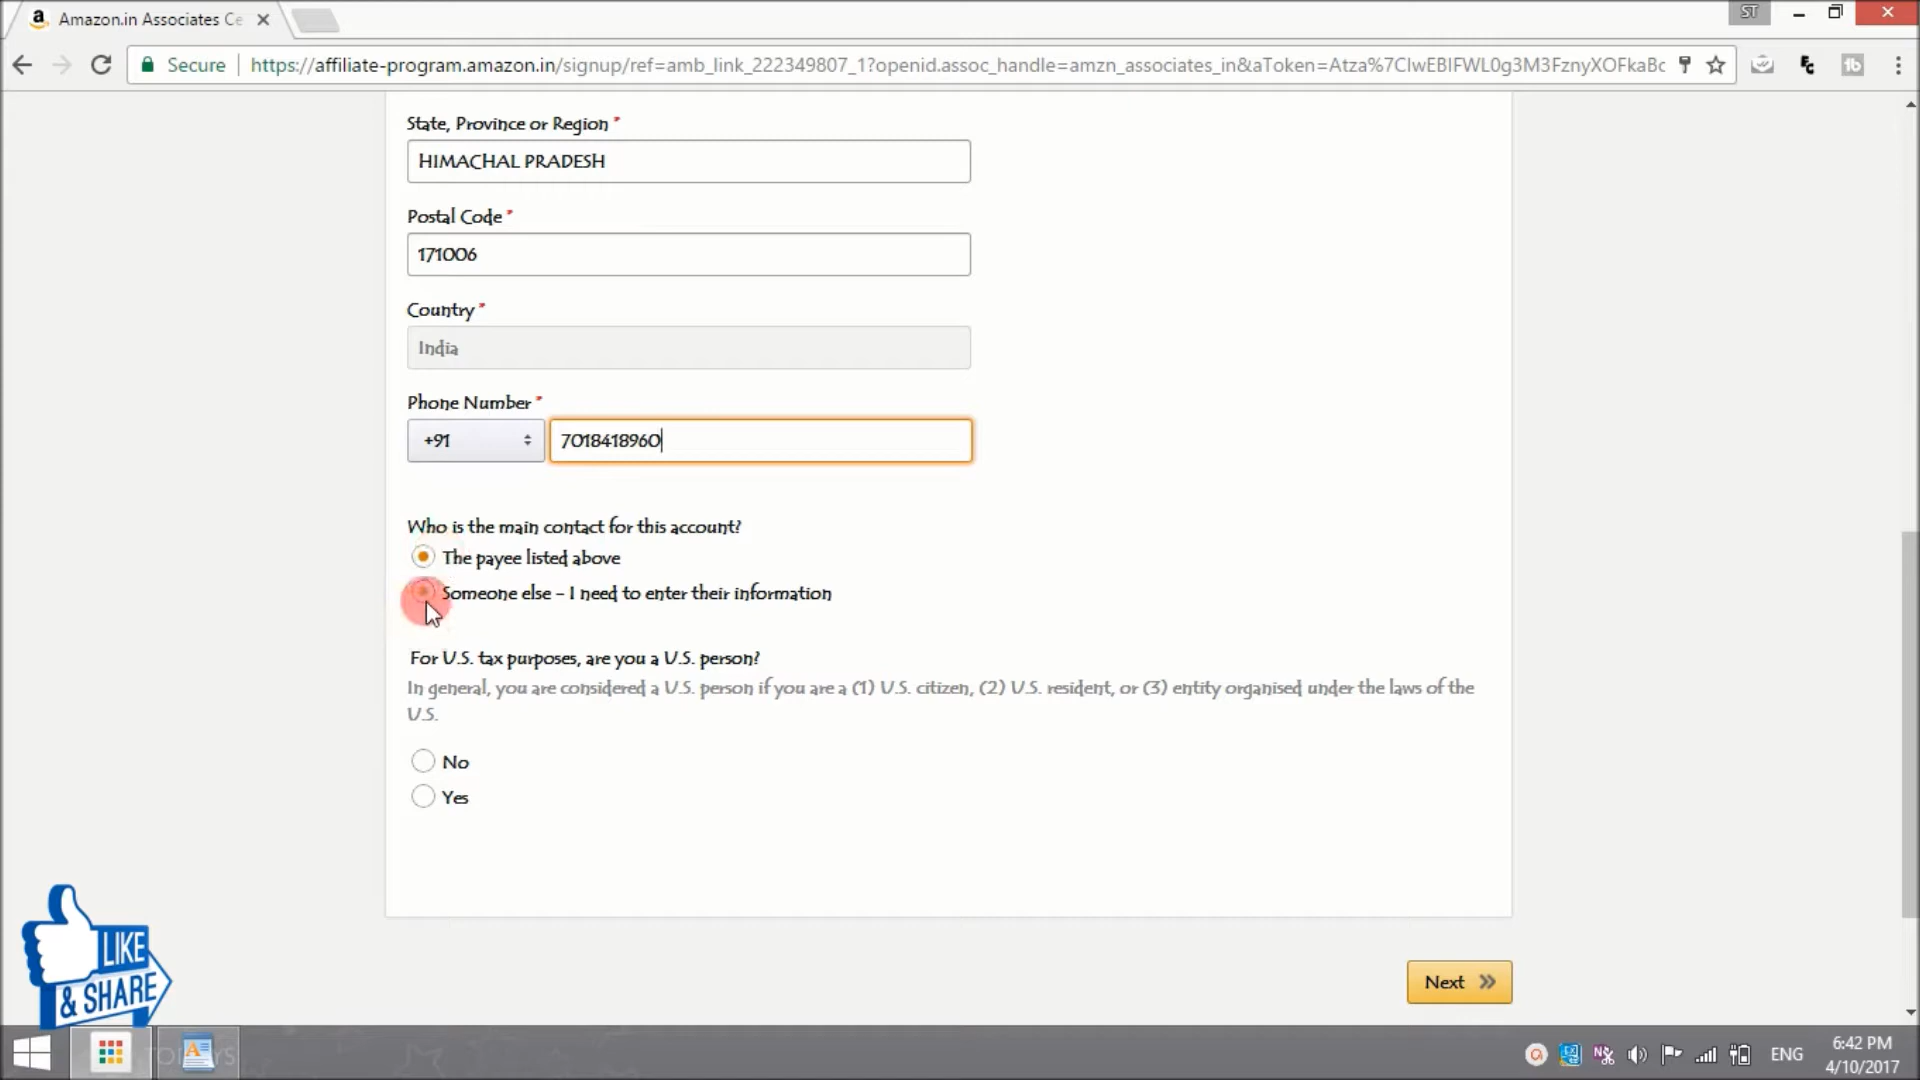 Amazon.in Associates Ce
ST
Secure
https://affiliate-program.amazon.in/signup/ref=amb_link_222349807_1?openid.assoc_handle=amzn_associates_in&aToken=Atza%7CIwEBIFWL0g3M3FznyXOFkaBc
State, Province or Region *
HIMACHAL PRADESH
Postal Code *
171006
Country *
India
Phone Number *
+91 7018418960
Who is the main contact for this account?
The payee listed above
Someone else - I need to enter their information
For U.S. tax purposes, are you a U.S. person?
In general, you are considered a U.S. person if you are a (1) U.S. citizen, (2) U.S. resident, or (3) entity organised under the laws of the
U.S.
No
Yes
LIKE
& SHARE
Next
ENG
6:42 PM
4/10/2017